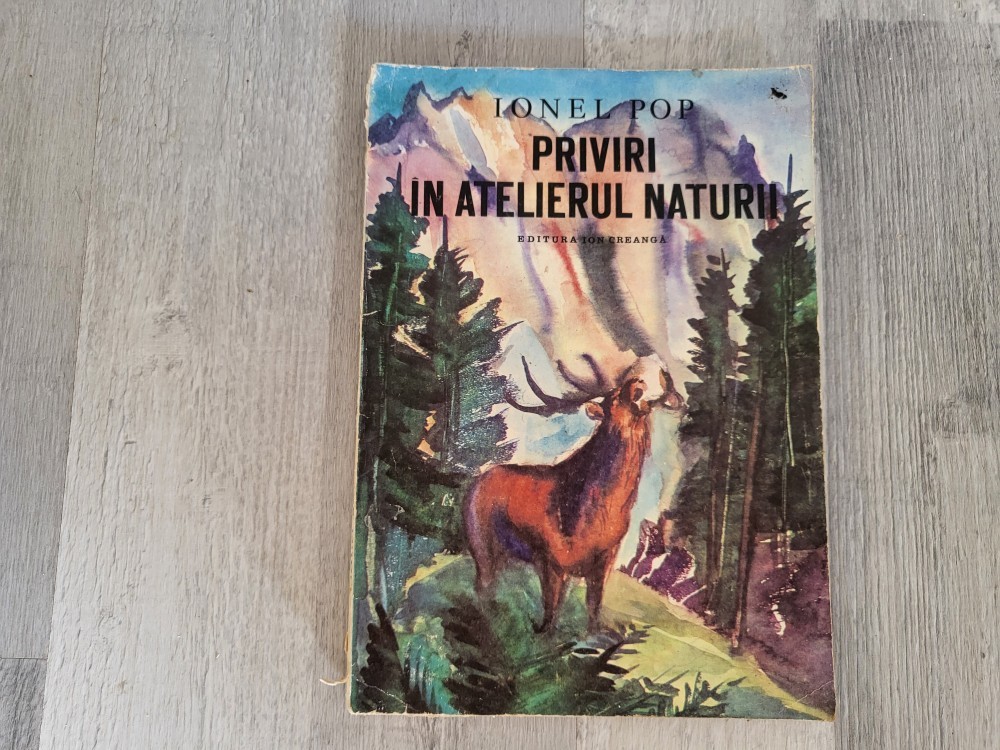 IONEL POP
PRIVIRI
ÎN ATELIERUL NATURII
EDITURA ION CREANGĂ